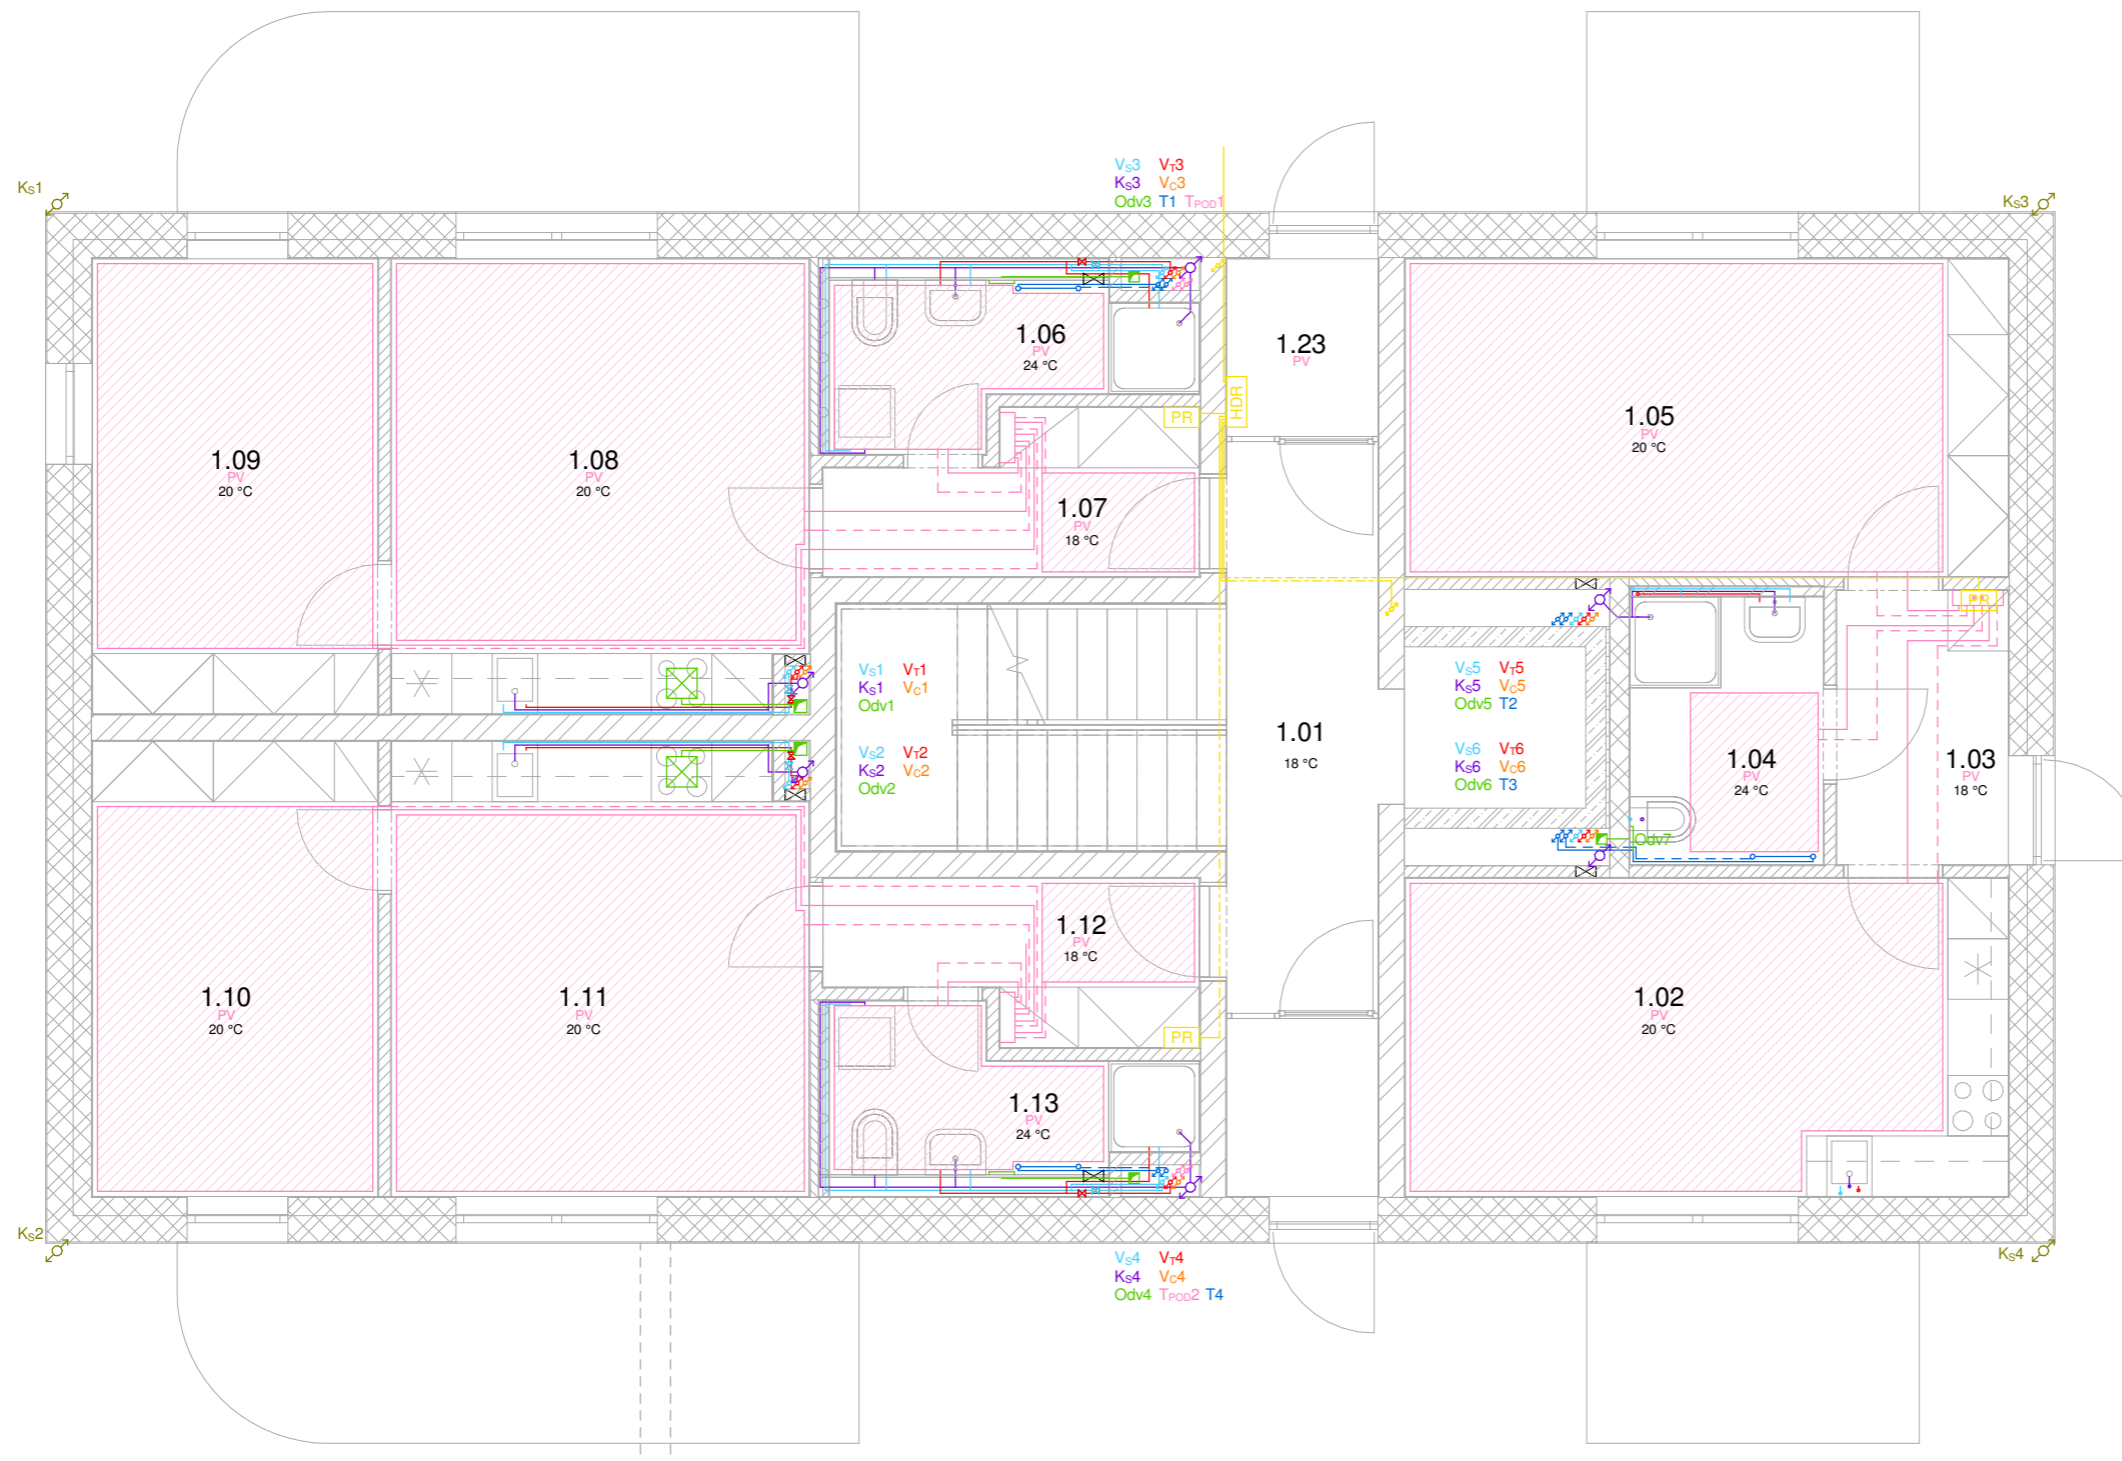 VS3 VT3
KS3 VC3
Odv3 T1 TPOD1
KS1
KS3
1.06
PV
24 °C
1.23
PV
HDR
PR
1.05
PV
20 °C
1.09
PV
20 °C
1.08
PV
20 °C
1.07
PV
18 °C
VS1 VT1
KS1 VC1
Odv1
VS5 VT5
KS5 VC5
Odv5 T2
1.01
18 °C
VS2 VT2
KS2 VC2
Odv2
VS6 VT6
KS6 VC6
Odv6 T3
1.04
PV
24 °C
1.03
PV
18 °C
Odv7
1.12
PV
18 °C
1.10
PV
20 °C
1.11
PV
20 °C
1.02
PV
20 °C
PR
1.13
PV
24 °C
KS2
KS4
VS4 VT4
KS4 VC4
Odv4 TPOD2 T4